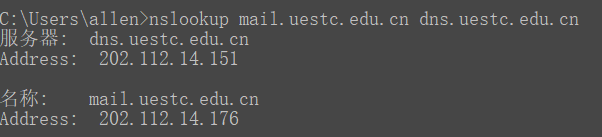 C:\Users\allen>nslookup mail.uestc.edu.cn dns.uestc.edu.cn
服务器:  dns.uestc.edu.cn
Address:  202.112.14.151
名称:    mail.uestc.edu.cn
Address:  202.112.14.176